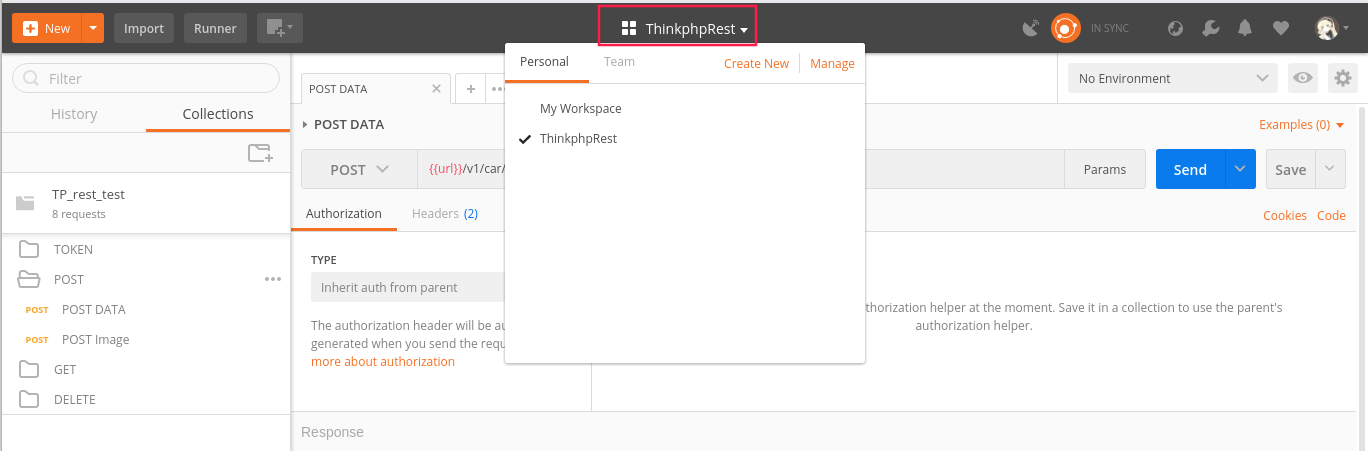 New
Import
Runner
ThinkphpRest
IN SYNC
Filter
History
Collections
TP_rest_test
8 requests
TOKEN
POST
POST POST DATA
POST POST Image
GET
DELETE
POST DATA
Personal
Team
Create New
Manage
My Workspace
ThinkphpRest
No Environment
POST DATA
Examples (0)
POST
{{url}}/v1/car/
Params
Send
Save
Authorization
Headers (2)
Cookies
Code
TYPE
Inherit auth from parent
The authorization header will be au
generated when you send the requ
more about authorization
thorization helper at the moment. Save it in a collection to use the parent's
authorization helper.
Response